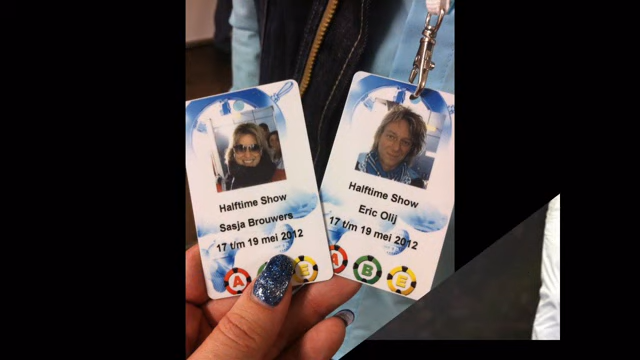 Halftime Show
Sasja Brouwers
17 t/m 19 mei 2012
A B E
Halftime Show
Eric Olij
17 t/m 19 mei 2012
A B E